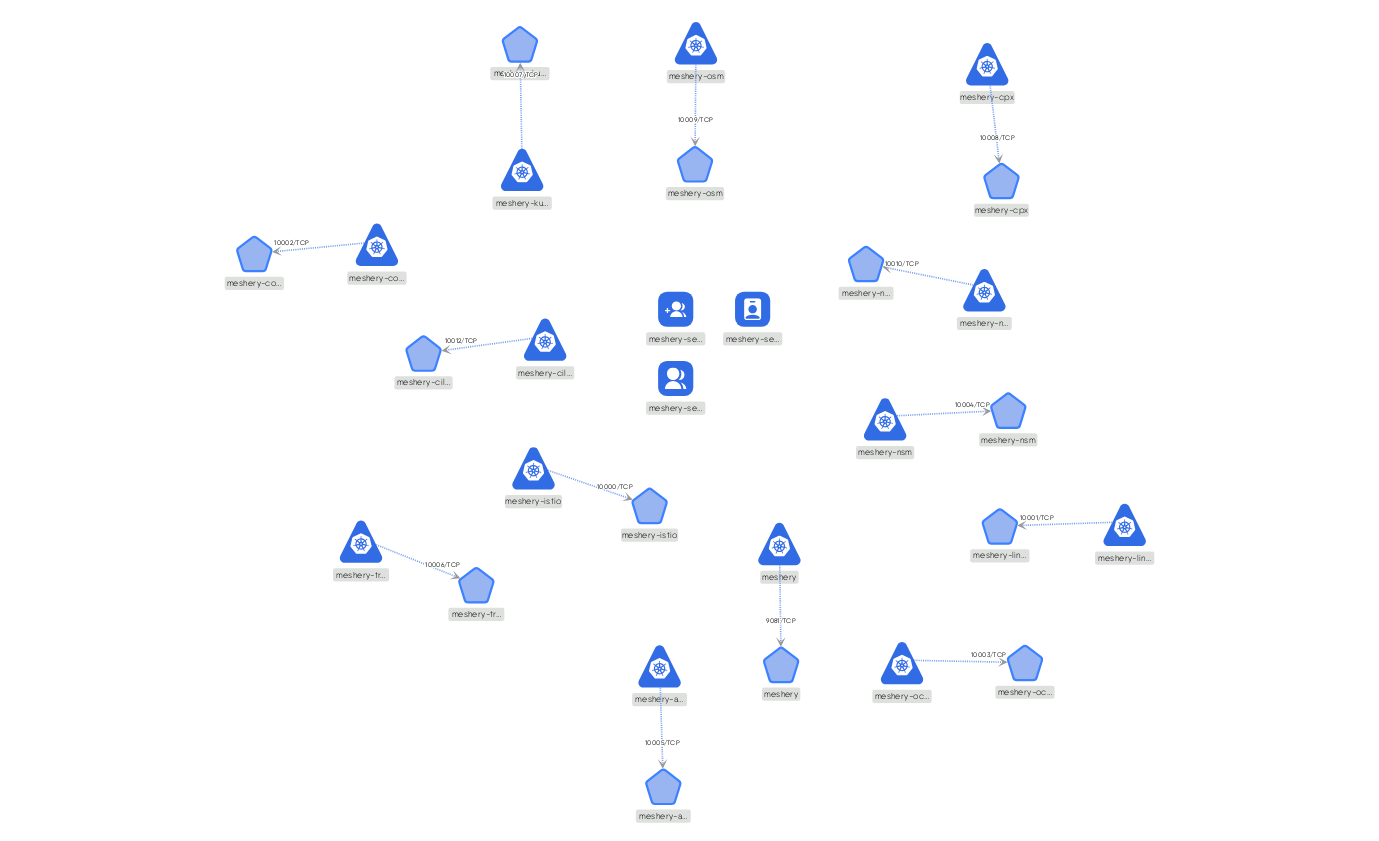 meshery-osm
10007/TCP
meshery-cpx
10009/TCP
10008/TCP
meshery-osm
meshery-ku...
meshery-cpx
10002/TCP
meshery-co...
meshery-co...
10010/TCP
meshery-n...
meshery-n...
10012/TCP
meshery-cil...
meshery-cil...
meshery-se...
meshery-se...
meshery-se...
10004/TCP
meshery-nsm
meshery-nsm
10000/TCP
meshery-istio
meshery-istio
10001/TCP
meshery-lin...
meshery-lin...
10006/TCP
meshery-tr...
meshery-tr...
meshery
9081/TCP
meshery
10003/TCP
meshery-oc...
meshery-oc...
meshery-a...
10005/TCP
meshery-a...